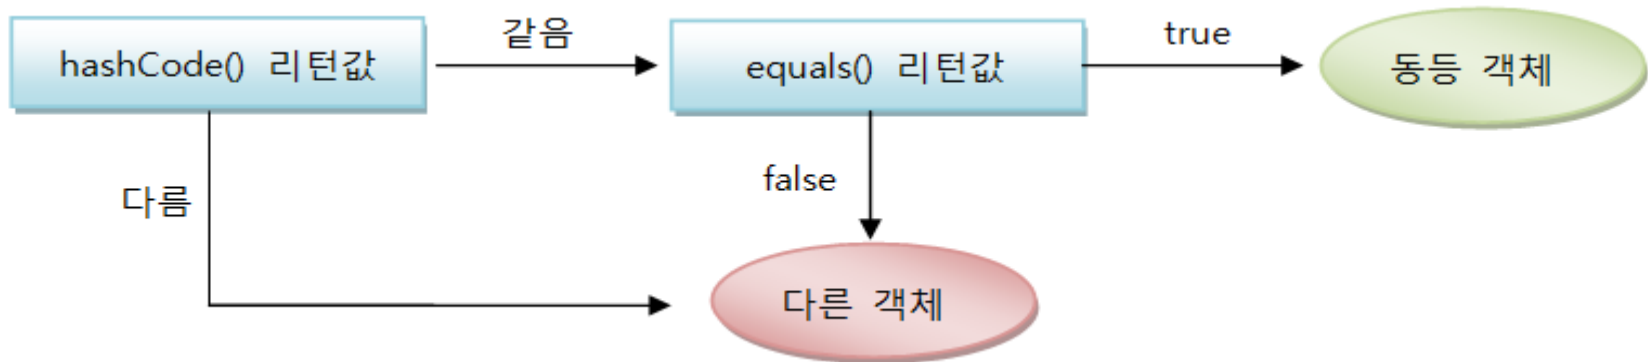 hashCode() 리턴값
같음
equals() 리턴값
true
동등 객체
다름
false
다른 객체